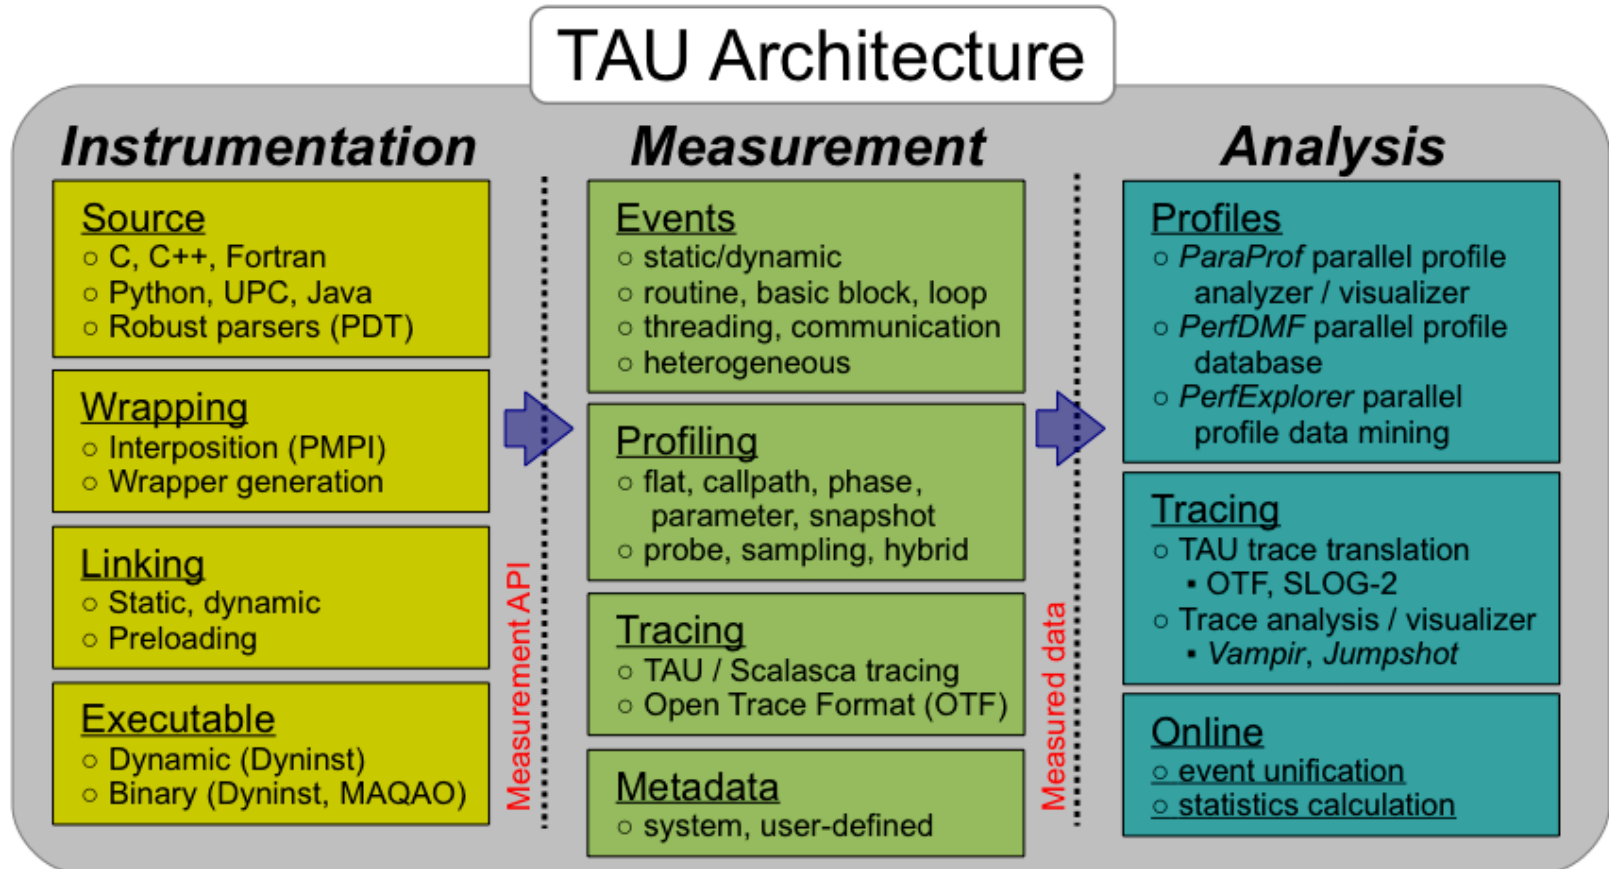 TAU Architecture
Instrumentation
Source
○ C, C++, Fortran
○ Python, UPC, Java
○ Robust parsers (PDT)
Wrapping
○ Interposition (PMPI)
○ Wrapper generation
Linking
○ Static, dynamic
○ Preloading
Executable
○ Dynamic (Dyninst)
○ Binary (Dyninst, MAQAO)
Measurement API
Measurement
Events
○ static/dynamic
○ routine, basic block, loop
○ threading, communication
○ heterogeneous
Profiling
○ flat, callpath, phase,
parameter, snapshot
○ probe, sampling, hybrid
Tracing
○ TAU / Scalasca tracing
○ Open Trace Format (OTF)
Metadata
○ system, user-defined
Measured data
Analysis
Profiles
○ ParaProf parallel profile
analyzer / visualizer
○ PerfDMF parallel profile
database
○ PerfExplorer parallel
profile data mining
Tracing
○ TAU trace translation
▪ OTF, SLOG-2
○ Trace analysis / visualizer
▪ Vampir, Jumpshot
Online
○ event unification
○ statistics calculation